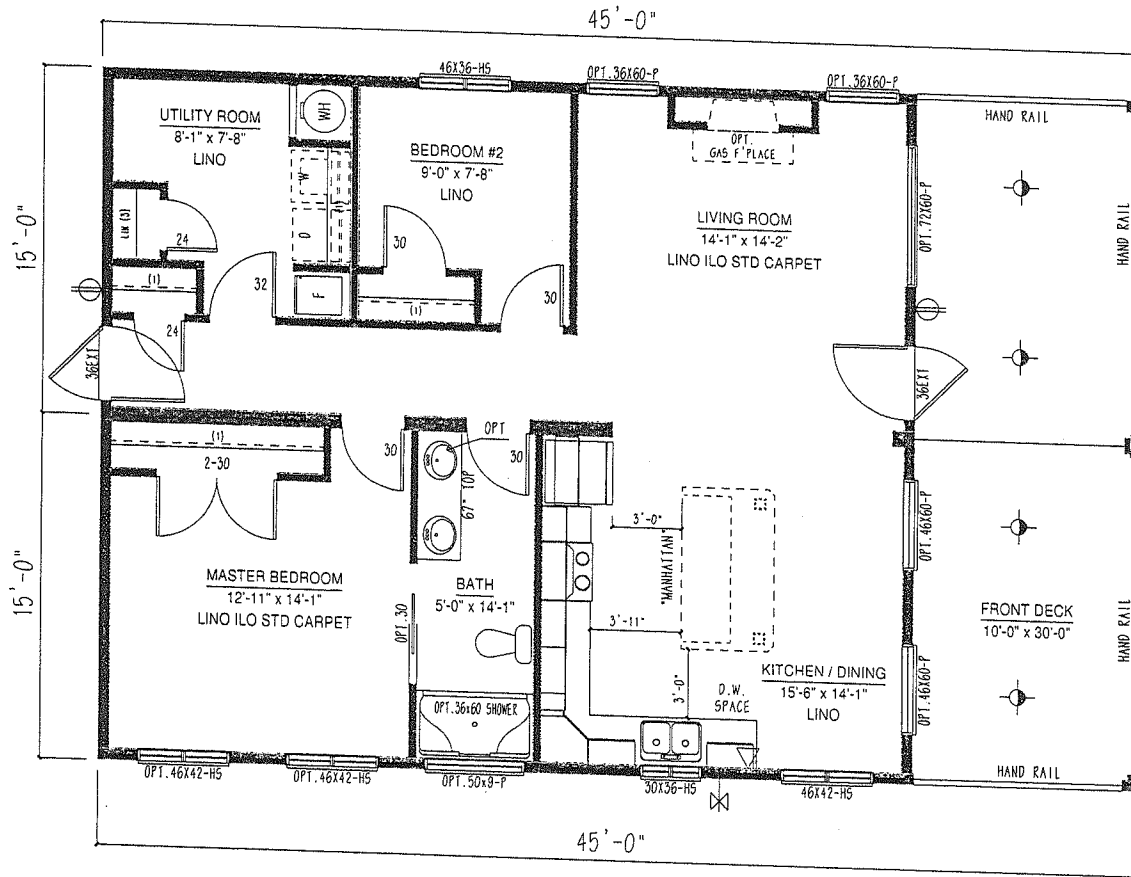 45'-0"
46X36-HS
OPT.36X60-P
OPT.36X60-P
HAND RAIL
UTILITY ROOM
8'-1" x 7'-8"
LINO
WH
BEDROOM #2
9'-0" x 7'-8"
LINO
OPT.
GAS F'PLACE
LIVING ROOM
14'-1" x 14'-2"
LINO ILO STD CARPET
OPT.72X60-P
HAND RAIL
15'-0"
LIN (3)
24
W
D
(1)
30
(1)
24
32
F
(1)
30
36EXT
36EXT
(1)
2-30
30
OPT
67" TOP
30
3'-0"
"MANHATTAN"
OPT.46X60-P
15'-0"
MASTER BEDROOM
12'-11" x 14'-1"
LINO ILO STD CARPET
OPT.30
BATH
5'-0" x 14'-1"
3'-11"
3'-0"
FRONT DECK
10'-0" x 30'-0"
HAND RAIL
KITCHEN / DINING
15'-6" x 14'-1"
LINO
D.W.
SPACE
OPT.46X60-P
OPT.36x60 SHOWER
HAND RAIL
OPT.46X42-HS
OPT.46X42-HS
OPT.50x9-P
30X36-HS
46X42-HS
45'-0"